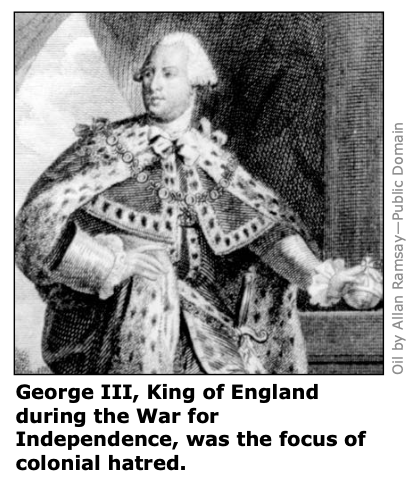 George III, King of England
during the War for
Independence, was the focus of
colonial hatred.
Oil by Allan Ramsay—Public Domain